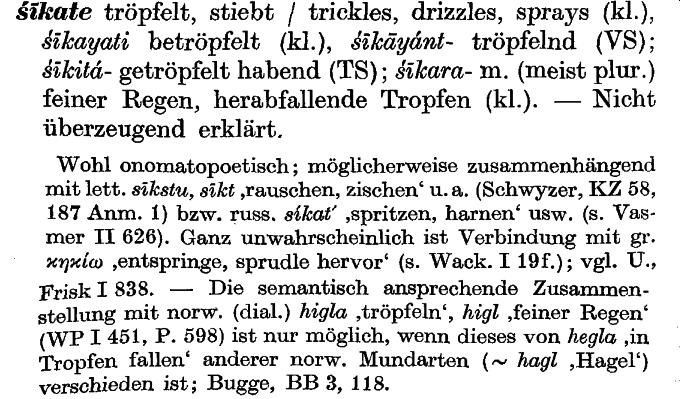 śīkate tröpfelt, stiebt / trickles, drizzles, sprays (kl.),
śīkayati betröpfelt (kl.), śīkāyánt- tröpfelnd (VS);
śīkitá- getröpfelt habend (TS); śīkara- m. (meist plur.)
feiner Regen, herabfallende Tropfen (kl.). — Nicht
überzeugend erklärt.
Wohl onomatopoetisch; möglicherweise zusammenhängend
mit lett. sīkstu, sīkt ‚rauschen, zischen‘ u. a. (Schwyzer, KZ 58,
187 Anm. 1) bzw. russ. síkat′ ‚spritzen, harnen‘ usw. (s. Vas-
mer II 626). Ganz unwahrscheinlich ist Verbindung mit gr.
κηκίω ‚entspringe, sprudle hervor‘ (s. Wack. I 19f.); vgl. U.,
Frisk I 838. — Die semantisch ansprechende Zusammen-
stellung mit norw. (dial.) higla ‚tröpfeln‘, higl ‚feiner Regen‘
(WP I 451, P. 598) ist nur möglich, wenn dieses von hegla ‚in
Tropfen fallen‘ anderer norw. Mundarten (~ hagl ‚Hagel‘)
verschieden ist; Bugge, BB 3, 118.